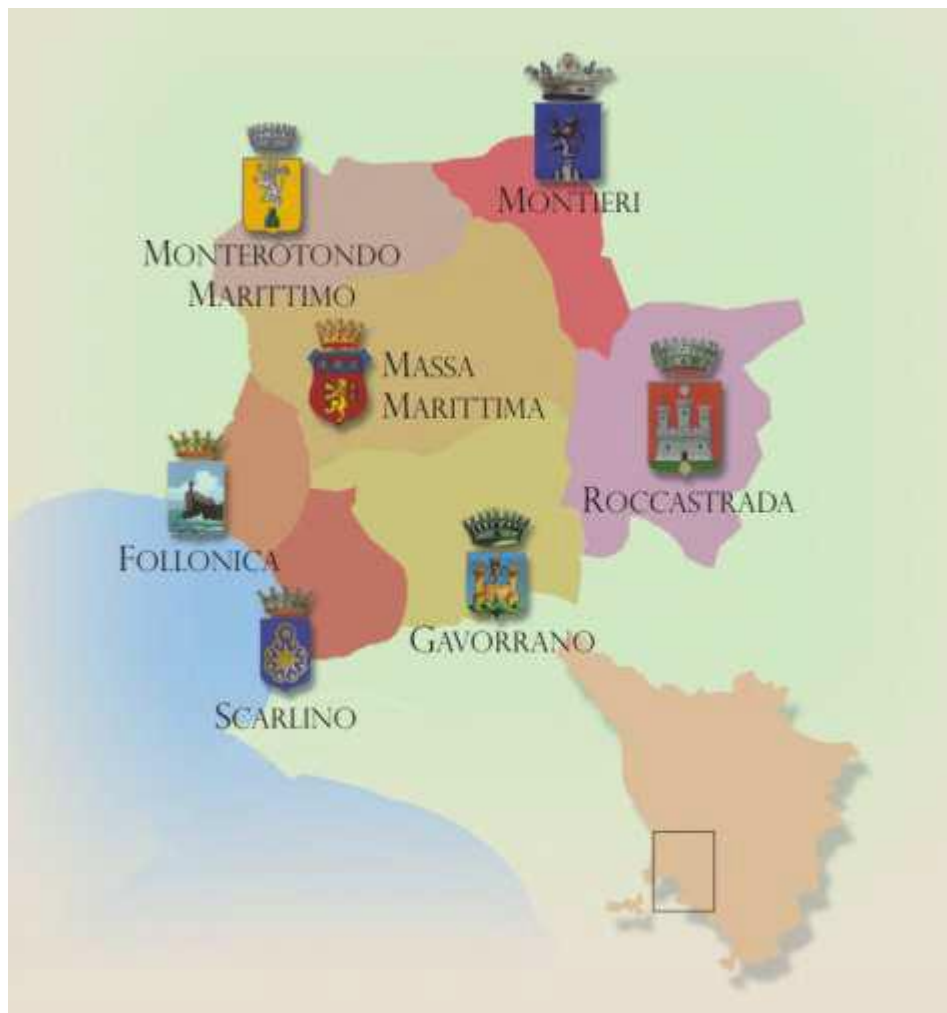 MONTIERI
MONTEROTONDO
MARITTIMO
MASSA
MARITTIMA
ROCCASTRADA
FOLLONICA
GAVORRANO
SCARLINO